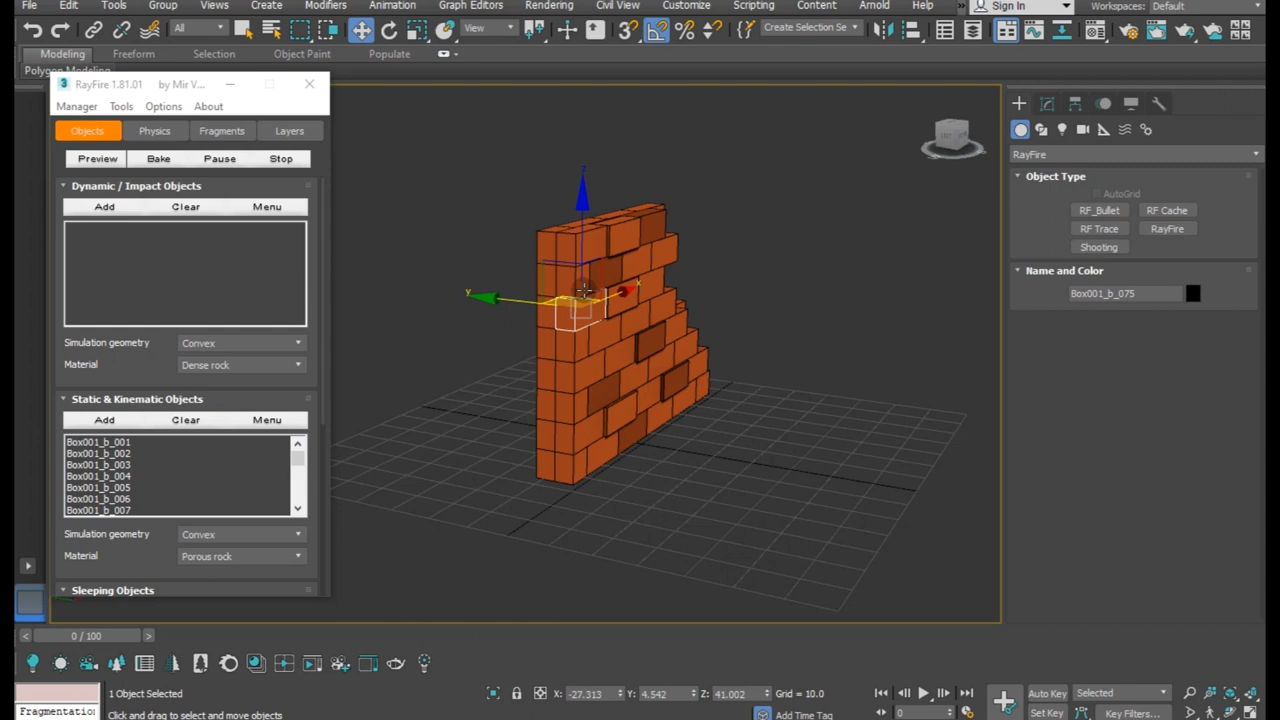 File Edit Tools Group Views Create Modifiers Animation Graph Editors Rendering Civil View Customize Scripting Content Arnold Help Sign In Workspaces: Default
All View Create Selection Se
Modeling Freeform Selection Object Paint Populate
Polygon Modeling
RayFire 1.81.01 by Mir V...
Manager Tools Options About
Objects Physics Fragments Layers
Preview Bake Pause Stop
Dynamic / Impact Objects
Add Clear Menu
Simulation geometry Convex
Material Dense rock
Static & Kinematic Objects
Add Clear Menu
Box001_b_001
Box001_b_002
Box001_b_003
Box001_b_004
Box001_b_005
Box001_b_006
Box001_b_007
Simulation geometry Convex
Material Porous rock
Sleeping Objects
z
y
x
RayFire
Object Type
AutoGrid
RF_Bullet RF Cache
RF Trace RayFire
Shooting
Name and Color
Box001_b_075
< 0 / 100 >
1 Object Selected X: -27.313 Y: 4.542 Z: 41.002 Grid = 10.0 Auto Key Selected
Fragmentatio Click and drag to select and move objects Add Time Tag 0 Set Key Key Filters...